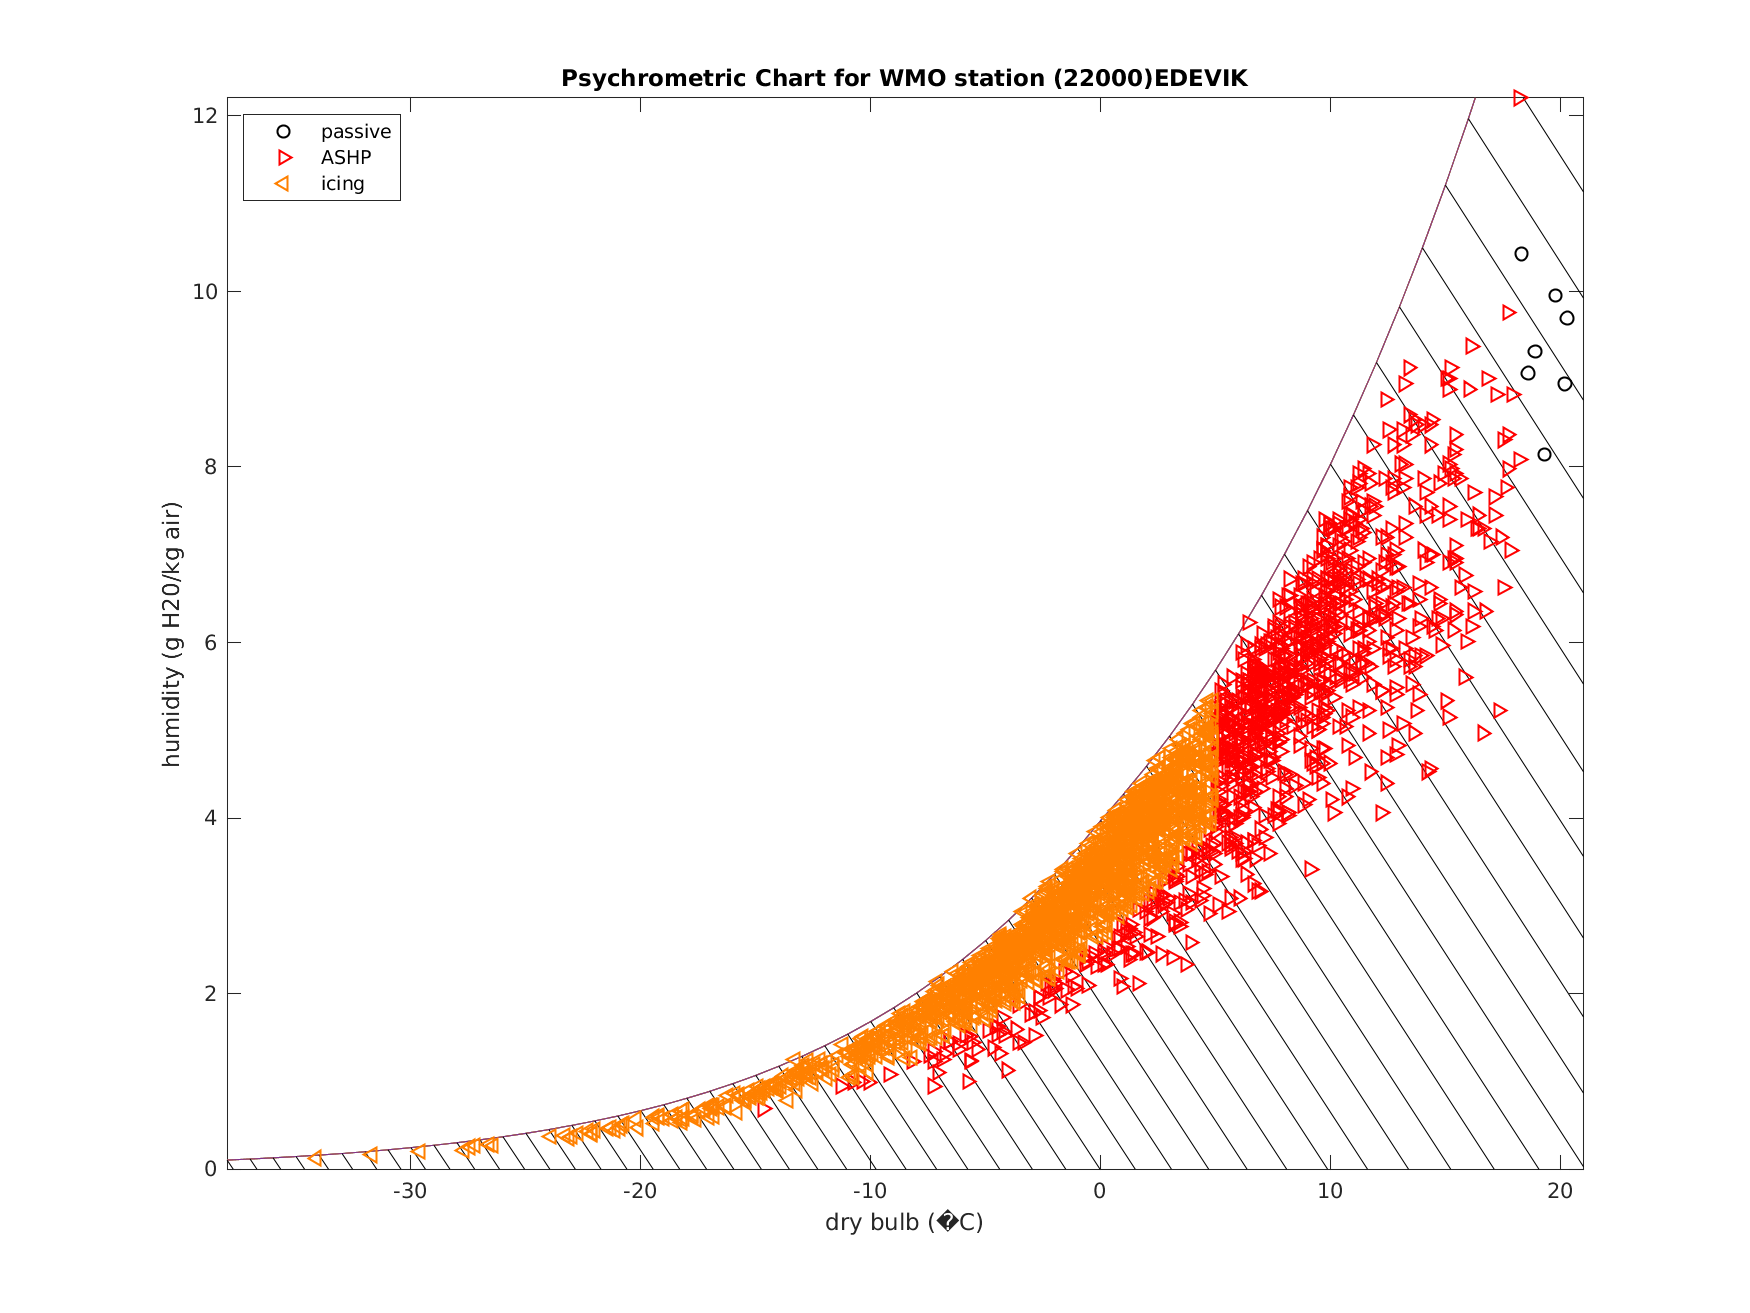 Psychrometric Chart for WMO station (22000)EDEVIK
passive
ASHP
icing
12
10
8
6
4
2
0
humidity (g H20/kg air)
-30
-20
-10
0
10
20
dry bulb (�C)